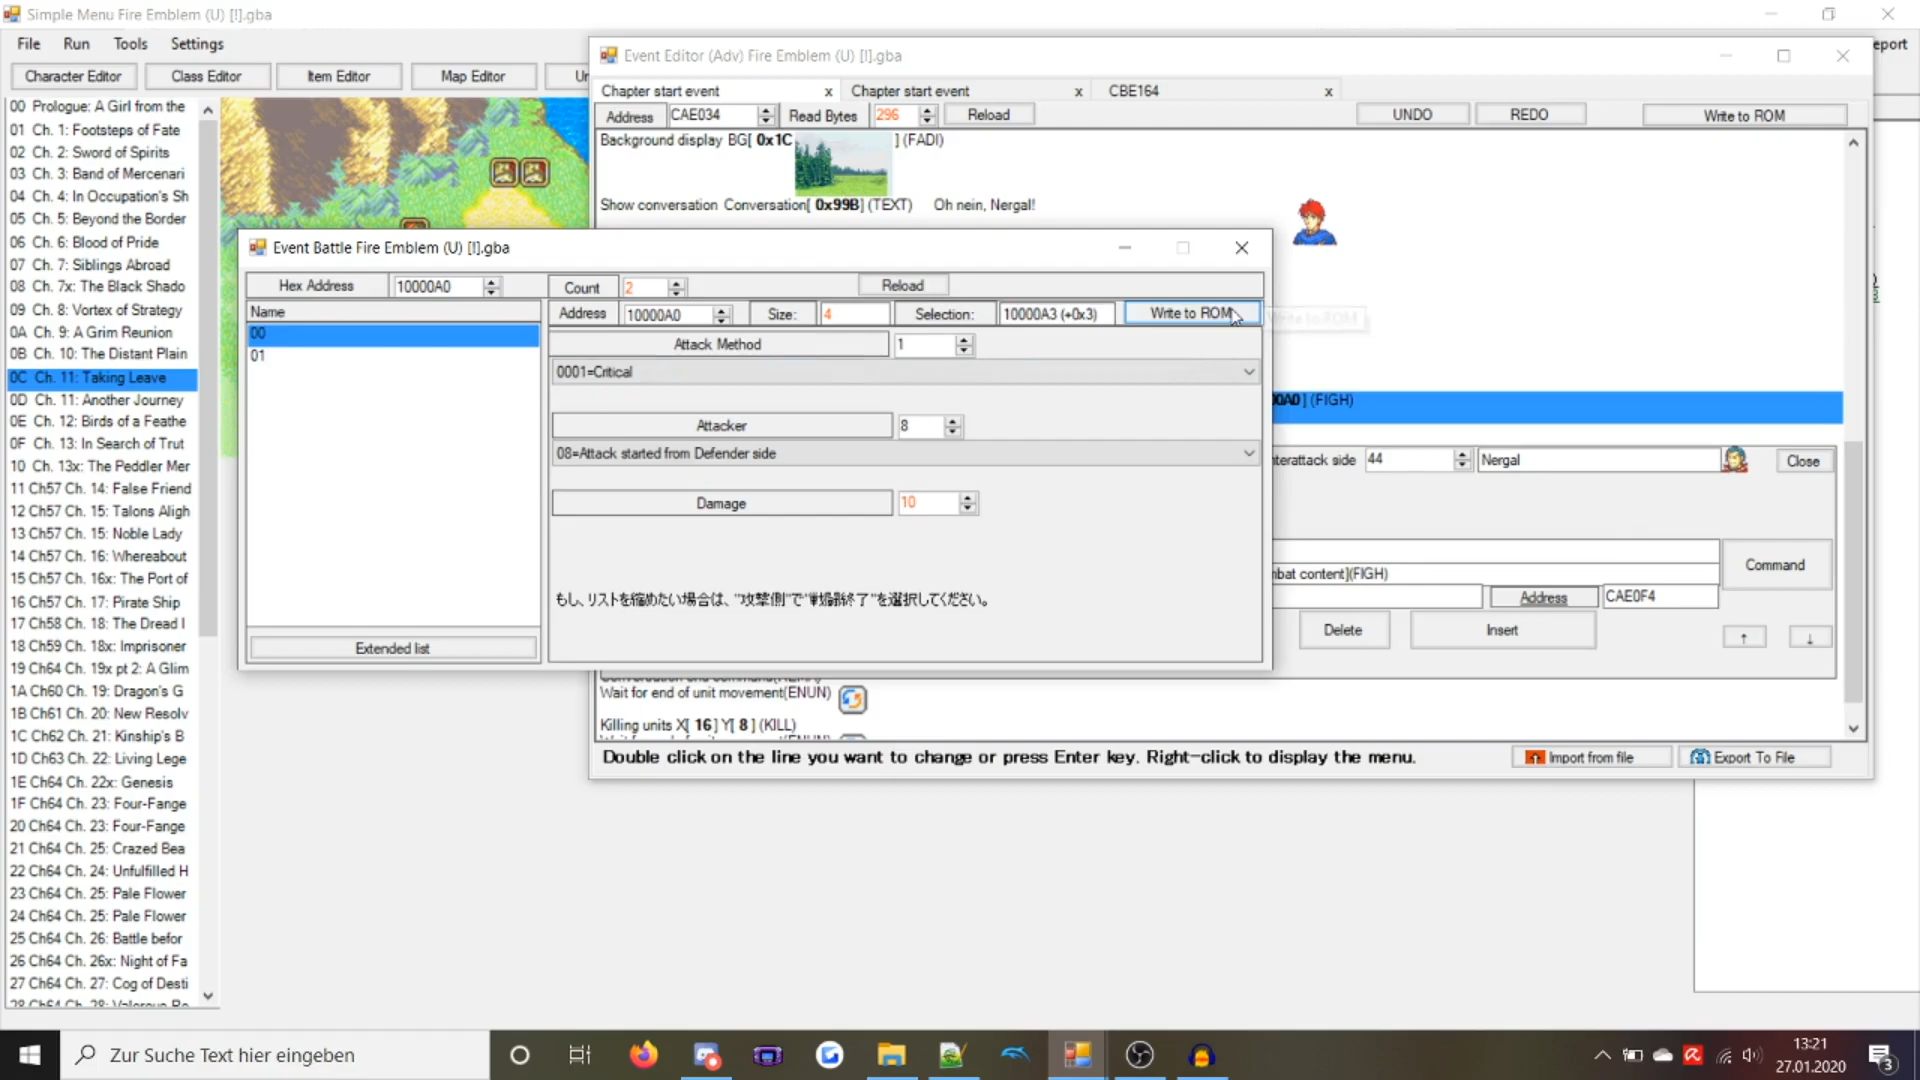 Simple Menu Fire Emblem (U) [!].gba
File Run Tools Settings
Character Editor Class Editor Item Editor Map Editor
00 Prologue: A Girl from the
01 Ch. 1: Footsteps of Fate
02 Ch. 2: Sword of Spirits
03 Ch. 3: Band of Mercenari
04 Ch. 4: In Occupation's Sh
05 Ch. 5: Beyond the Border
06 Ch. 6: Blood of Pride
07 Ch. 7: Siblings Abroad
08 Ch. 7x: The Black Shado
09 Ch. 8: Vortex of Strategy
0A Ch. 9: A Grim Reunion
0B Ch. 10: The Distant Plain
0C Ch. 11: Taking Leave
0D Ch. 11: Another Journey
0E Ch. 12: Birds of a Feathe
0F Ch. 13: In Search of Trut
10 Ch. 13x: The Peddler Mer
11 Ch57 Ch. 14: False Friend
12 Ch57 Ch. 15: Talons Aligh
13 Ch57 Ch. 15: Noble Lady
14 Ch57 Ch. 16: Whereabout
15 Ch57 Ch. 16x: The Port of
16 Ch57 Ch. 17: Pirate Ship
17 Ch58 Ch. 18: The Dread I
18 Ch59 Ch. 18x: Imprisoner
19 Ch64 Ch. 19x pt 2: A Glim
1A Ch60 Ch. 19: Dragon's G
1B Ch61 Ch. 20: New Resolv
1C Ch62 Ch. 21: Kinship's B
1D Ch63 Ch. 22: Living Lege
1E Ch64 Ch. 22x: Genesis
1F Ch64 Ch. 23: Four-Fange
20 Ch64 Ch. 23: Four-Fange
21 Ch64 Ch. 25: Crazed Bea
22 Ch64 Ch. 24: Unfulfilled H
23 Ch64 Ch. 25: Pale Flower
24 Ch64 Ch. 25: Pale Flower
25 Ch64 Ch. 26: Battle befor
26 Ch64 Ch. 26x: Night of Fa
27 Ch64 Ch. 27: Cog of Desti
Event Editor (Adv) Fire Emblem (U) [!].gba
Chapter start event x Chapter start event x CBE164 x
Address CAE034 Read Bytes 296 Reload UNDO REDO Write to ROM
Background display BG[ 0x1C ] (FADI)
Show conversation Conversation[ 0x99B] (TEXT) Oh nein, Nergal!
Event Battle Fire Emblem (U) [!].gba
Hex Address 10000A0 Count 2 Reload
Name Address 10000A0 Size: 4 Selection: 10000A3 (+0x3) Write to ROM
00
01
Attack Method 1
0001=Critical
Attacker 8
08=Attack started from Defender side
Damage 10
もし、リストを縮めたい場合は、"攻撃側"で"戦闘終了"を選択してください。
Extended list
00A0 ] (FIGH)
nterattack side 44 Nergal Close
mbat content](FIGH)
Command
Address CAE0F4
Delete Insert ↑ ↓
Wait for end of unit movement(ENUN)
Killing units X[ 16 ] Y[ 8 ] (KILL)
Double click on the line you want to change or press Enter key. Right-click to display the menu.
Import from file Export To File
Zur Suche Text hier eingeben
13:21
27.01.2020
3